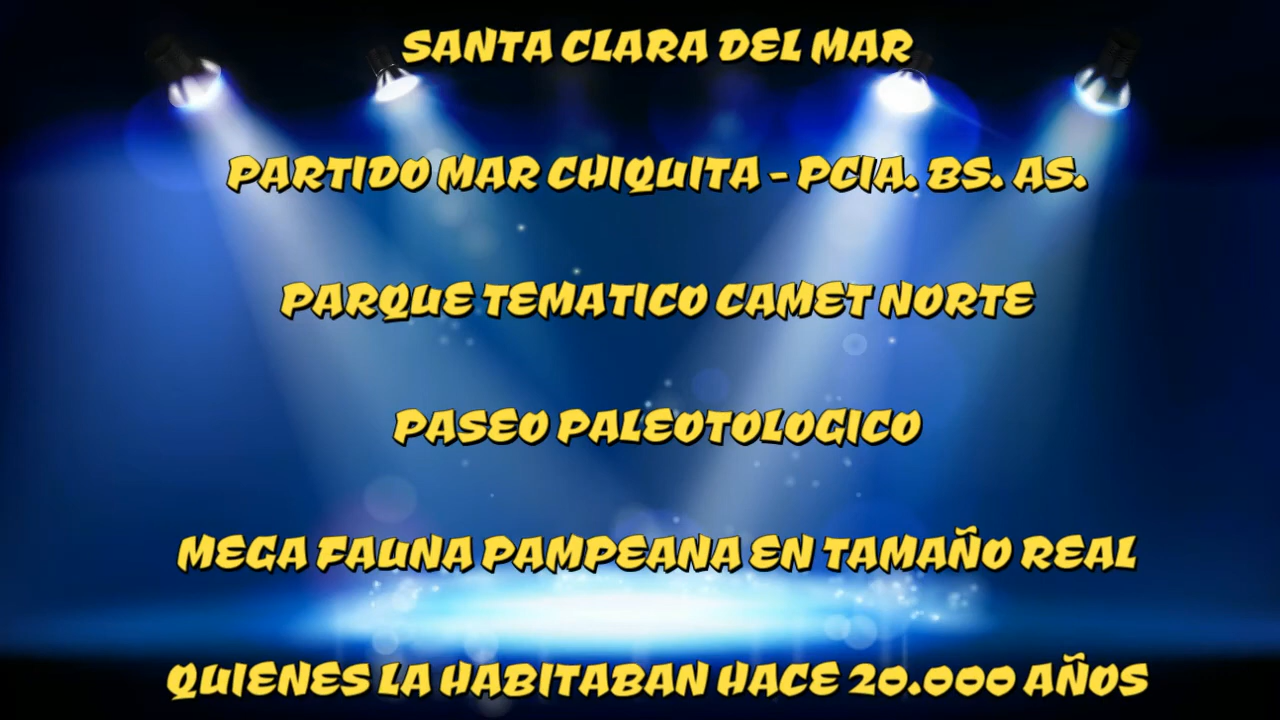 SANTA CLARA DEL MAR
PARTIDO MAR CHIQUITA - PCIA. BS. AS.
PARQUE TEMATICO CAMET NORTE
PASEO PALEOTOLOGICO
MEGA FAUNA PAMPEANA EN TAMAÑO REAL
QUIENES LA HABITABAN HACE 20.000 AÑOS